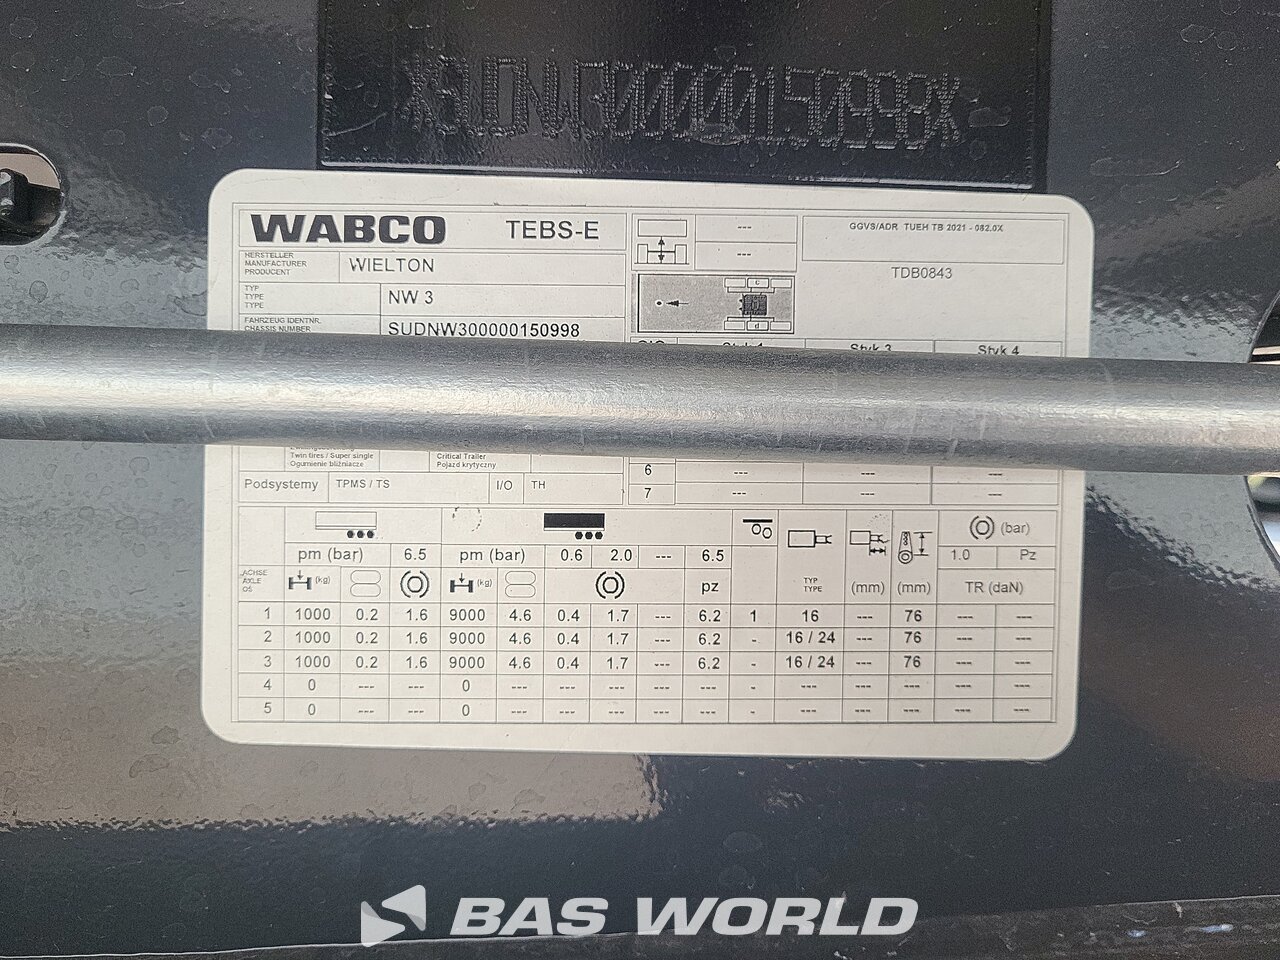 XSUDNW300000150998X
WABCO TEBS-E --- GGVS/ADR TUEH TB 2021 - 082.0X
---
HERSTELLER
MANUFACTURER
PRODUCENT
WIELTON
TDB0843
TYP
TYPE
TYPE
NW 3
FAHRZEUG IDENTNR.
CHASSIS NUMBER
SUDNW300000150998
c
d
Styk 3 Styk 4
Twin tires / Super single
Ogumienie bliźniacze
Critical Trailer
Pojazd krytyczny
6 --- --- ---
Podsystemy TPMS / TS I/O TH
7 --- --- ---
(bar)
pm (bar) 6.5 pm (bar) 0.6 2.0 --- 6.5 1.0 Pz
ACHSE
AXLE
OŚ
(kg) (kg) pz TYP
TYPE
(mm) (mm) TR (daN)
1 1000 0.2 1.6 9000 4.6 0.4 1.7 --- 6.2 1 16 --- 76 --- ---
2 1000 0.2 1.6 9000 4.6 0.4 1.7 --- 6.2 - 16 / 24 --- 76 --- ---
3 1000 0.2 1.6 9000 4.6 0.4 1.7 --- 6.2 - 16 / 24 --- 76 --- ---
4 0 --- --- 0 --- --- --- --- --- - --- --- --- --- ---
5 0 --- --- 0 --- --- --- --- --- - --- --- --- --- ---
BAS WORLD